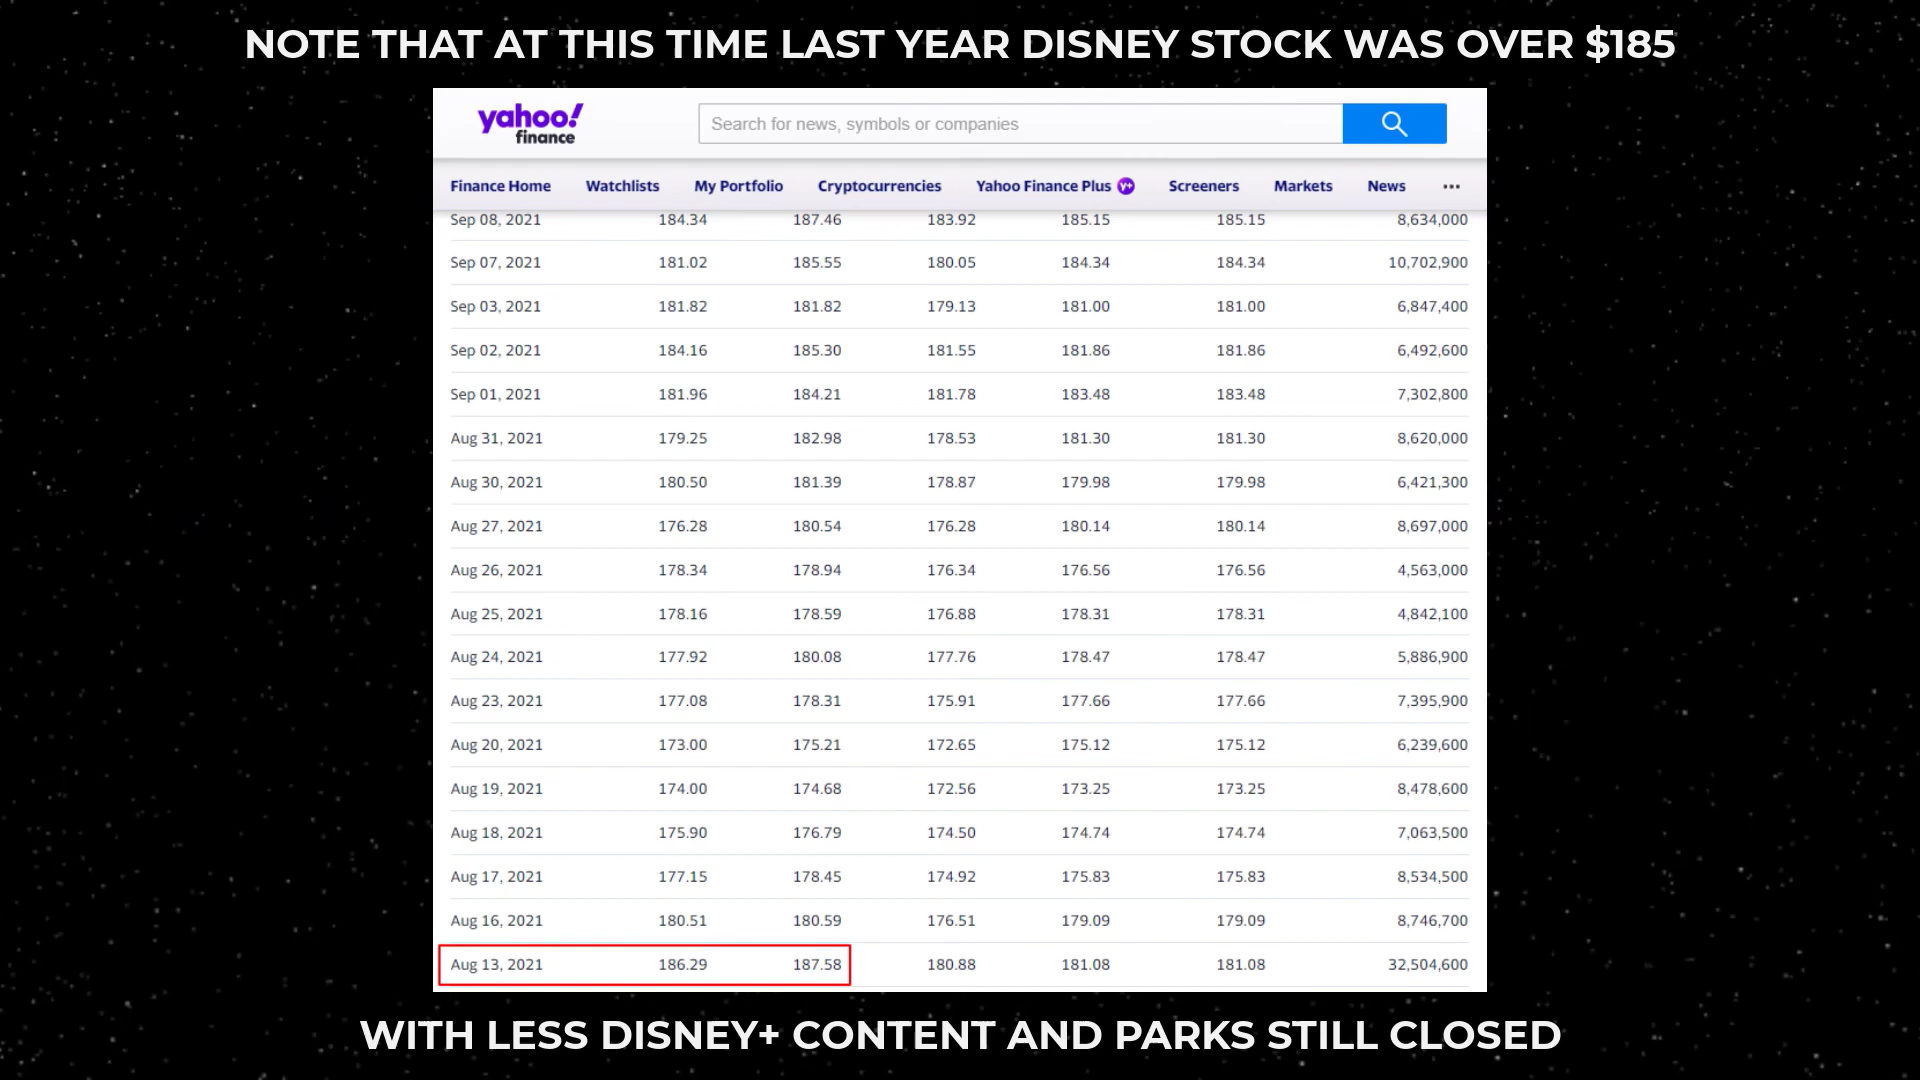 NOTE THAT AT THIS TIME LAST YEAR DISNEY STOCK WAS OVER $185
yahoo!
finance
Search for news, symbols or companies
Finance Home Watchlists My Portfolio Cryptocurrencies Yahoo Finance Plus Y+ Screeners Markets News ...
Sep 08, 2021 184.34 187.46 183.92 185.15 185.15 8,634,000
Sep 07, 2021 181.02 185.55 180.05 184.34 184.34 10,702,900
Sep 03, 2021 181.82 181.82 179.13 181.00 181.00 6,847,400
Sep 02, 2021 184.16 185.30 181.55 181.86 181.86 6,492,600
Sep 01, 2021 181.96 184.21 181.78 183.48 183.48 7,302,800
Aug 31, 2021 179.25 182.98 178.53 181.30 181.30 8,620,000
Aug 30, 2021 180.50 181.39 178.87 179.98 179.98 6,421,300
Aug 27, 2021 176.28 180.54 176.28 180.14 180.14 8,697,000
Aug 26, 2021 178.34 178.94 176.34 176.56 176.56 4,563,000
Aug 25, 2021 178.16 178.59 176.88 178.31 178.31 4,842,100
Aug 24, 2021 177.92 180.08 177.76 178.47 178.47 5,886,900
Aug 23, 2021 177.08 178.31 175.91 177.66 177.66 7,395,900
Aug 20, 2021 173.00 175.21 172.65 175.12 175.12 6,239,600
Aug 19, 2021 174.00 174.68 172.56 173.25 173.25 8,478,600
Aug 18, 2021 175.90 176.79 174.50 174.74 174.74 7,063,500
Aug 17, 2021 177.15 178.45 174.92 175.83 175.83 8,534,500
Aug 16, 2021 180.51 180.59 176.51 179.09 179.09 8,746,700
Aug 13, 2021 186.29 187.58 180.88 181.08 181.08 32,504,600
WITH LESS DISNEY+ CONTENT AND PARKS STILL CLOSED